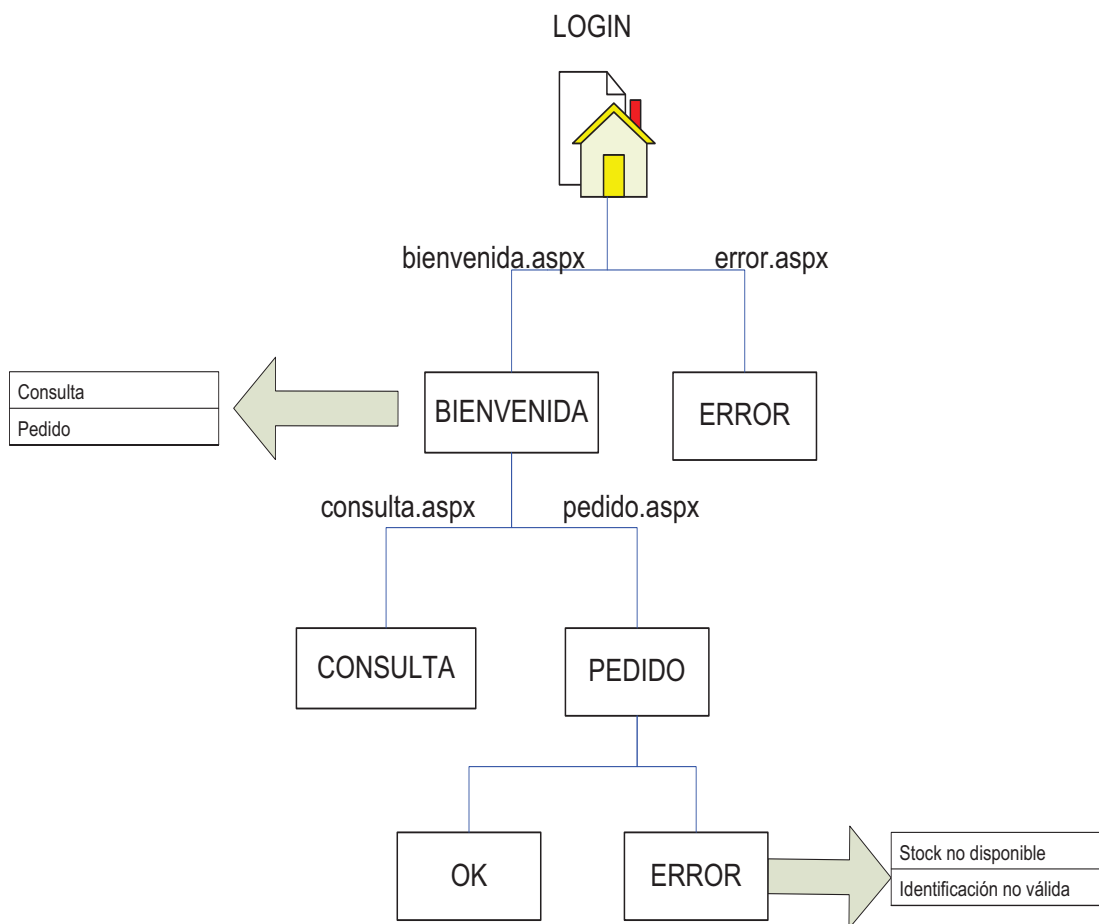 LOGIN
bienvenida.aspx
error.aspx
Consulta
Pedido
BIENVENIDA
ERROR
consulta.aspx
pedido.aspx
CONSULTA
PEDIDO
OK
ERROR
Stock no disponible
Identificación no válida